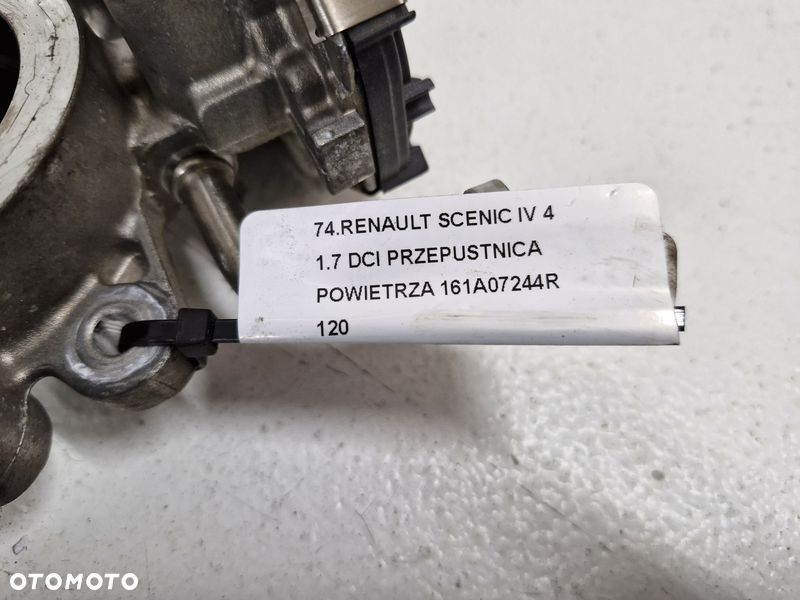 74.RENAULT SCENIC IV 4
1.7 DCI PRZEPUSTNICA
POWIETRZA 161A07244R
120
OTOMOTO